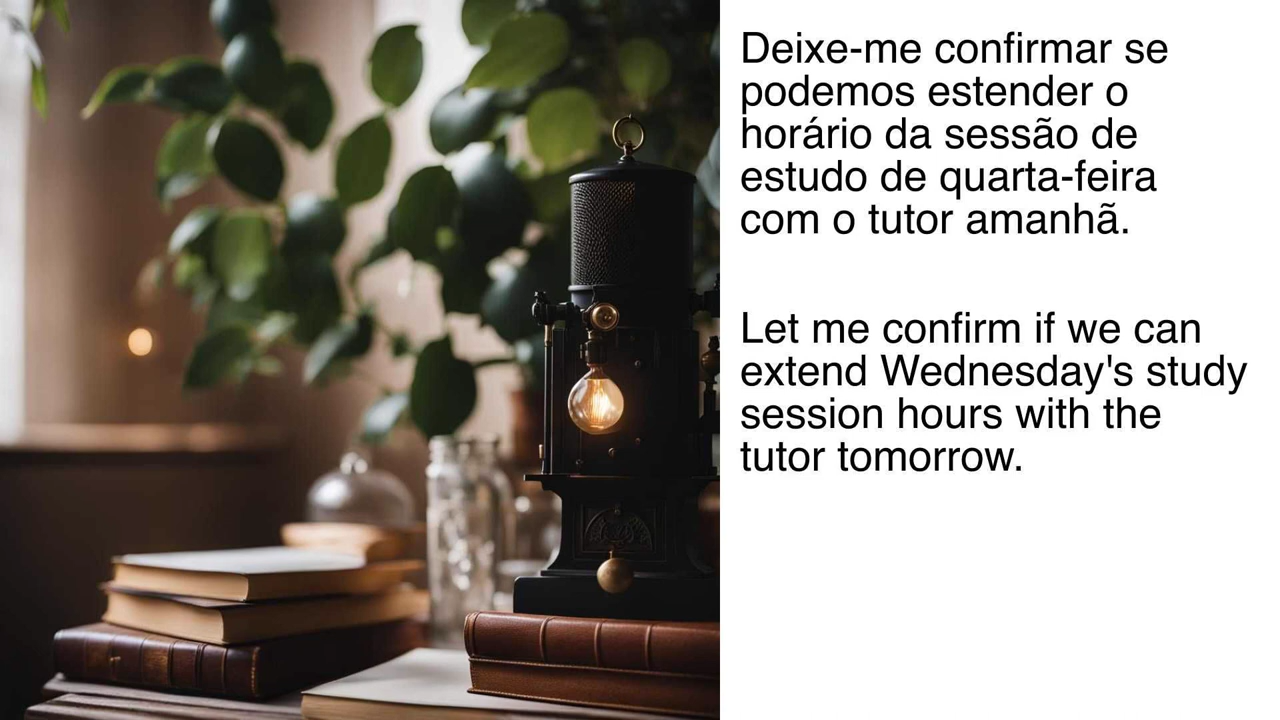 Deixe-me confirmar se
podemos estender o
horário da sessão de
estudo de quarta-feira
com o tutor amanhã.
Let me confirm if we can
extend Wednesday's study
session hours with the
tutor tomorrow.